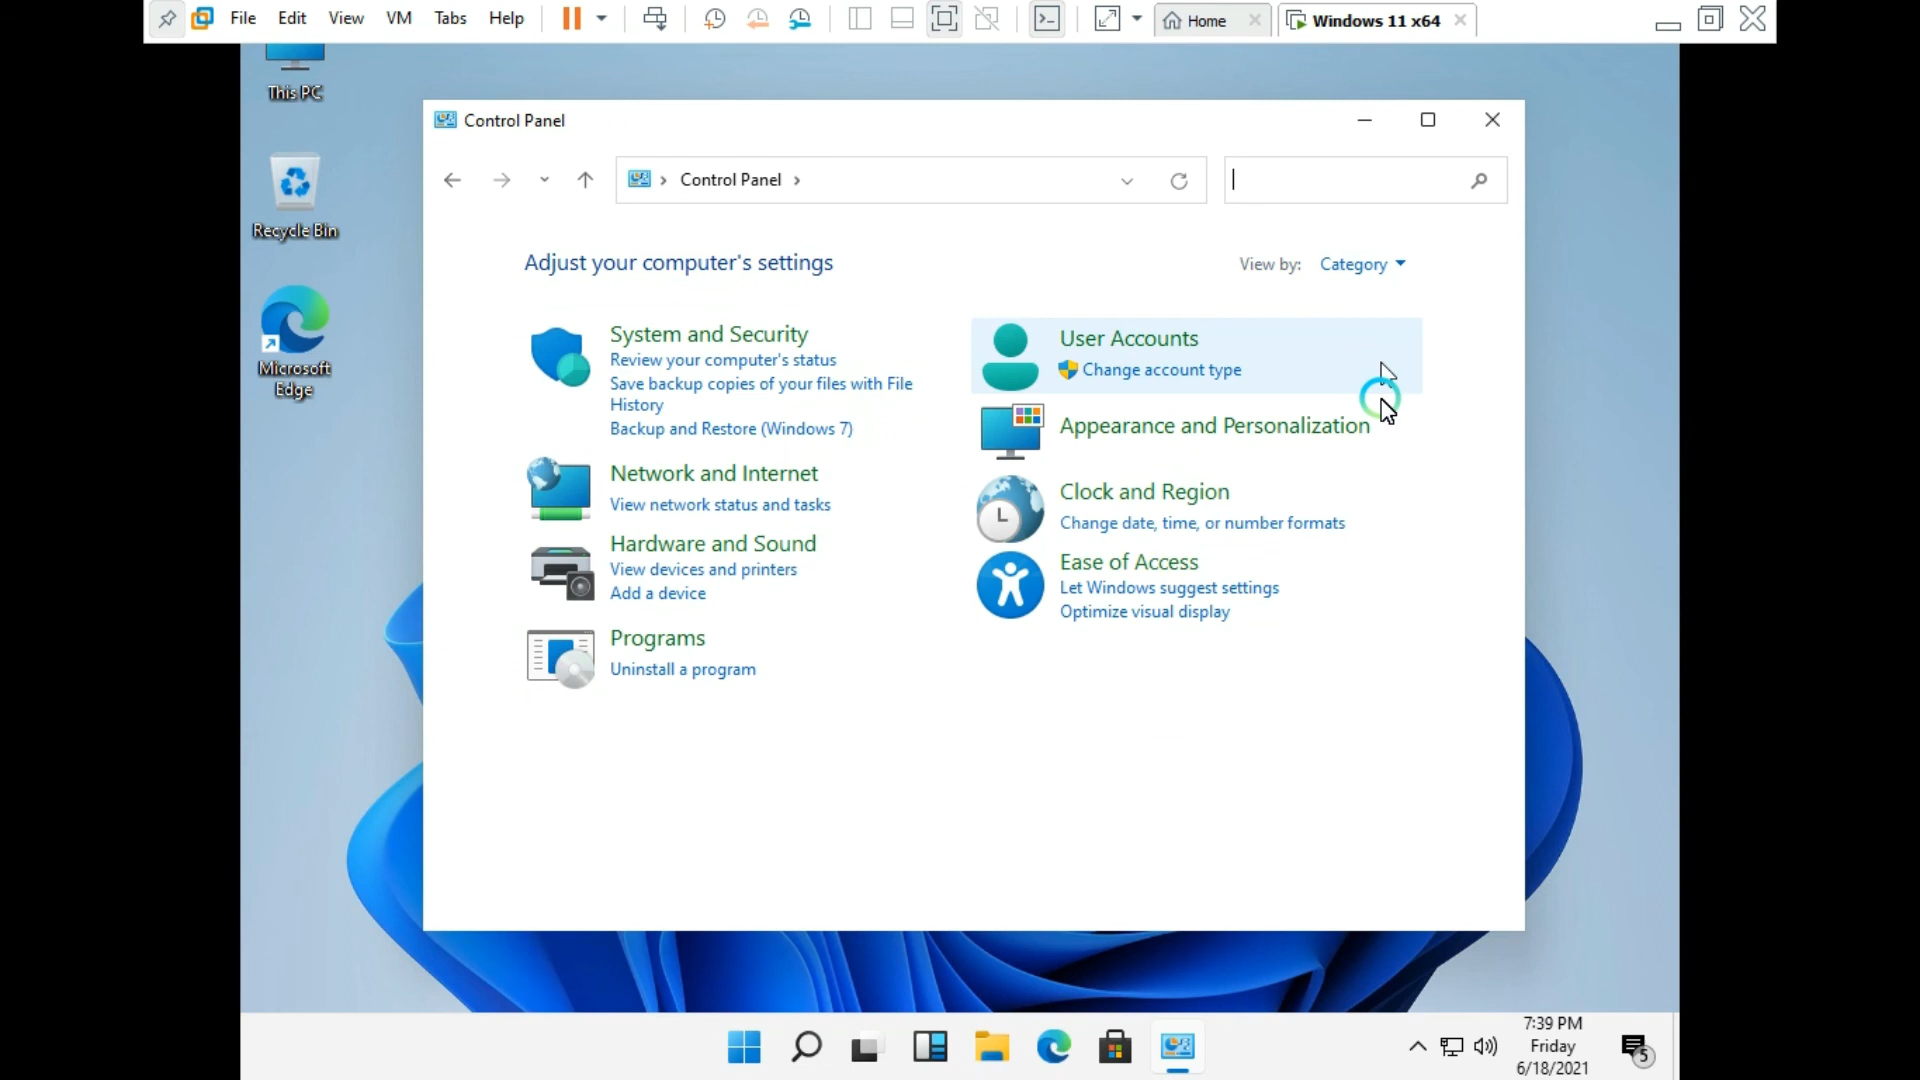 File Edit View VM Tabs Help Home Windows 11 x64
This PC
Recycle Bin
Microsoft
Edge
Control Panel
Control Panel
Adjust your computer's settings
View by: Category
System and Security
Review your computer's status
Save backup copies of your files with File
History
Backup and Restore (Windows 7)
Network and Internet
View network status and tasks
Hardware and Sound
View devices and printers
Add a device
Programs
Uninstall a program
User Accounts
Change account type
Appearance and Personalization
Clock and Region
Change date, time, or number formats
Ease of Access
Let Windows suggest settings
Optimize visual display
7:39 PM
Friday
6/18/2021
5